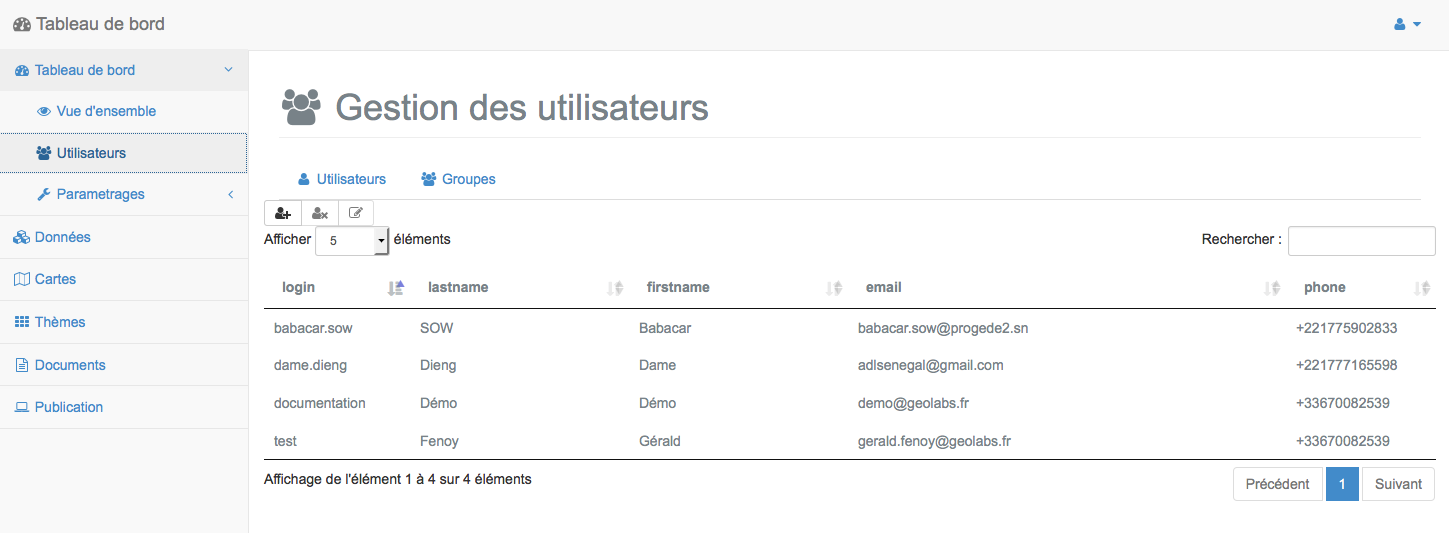 Tableau de bord
Tableau de bord
Vue d'ensemble
Utilisateurs
Parametrages
Données
Cartes
Thèmes
Documents
Publication
Gestion des utilisateurs
Utilisateurs Groupes
Afficher 5 éléments Rechercher :
login lastname firstname email phone
babacar.sow SOW Babacar babacar.sow@progede2.sn +221775902833
dame.dieng Dieng Dame adlsenegal@gmail.com +221777165598
documentation Démo Démo demo@geolabs.fr +33670082539
test Fenoy Gérald gerald.fenoy@geolabs.fr +33670082539
Affichage de l'élément 1 à 4 sur 4 éléments Précédent 1 Suivant